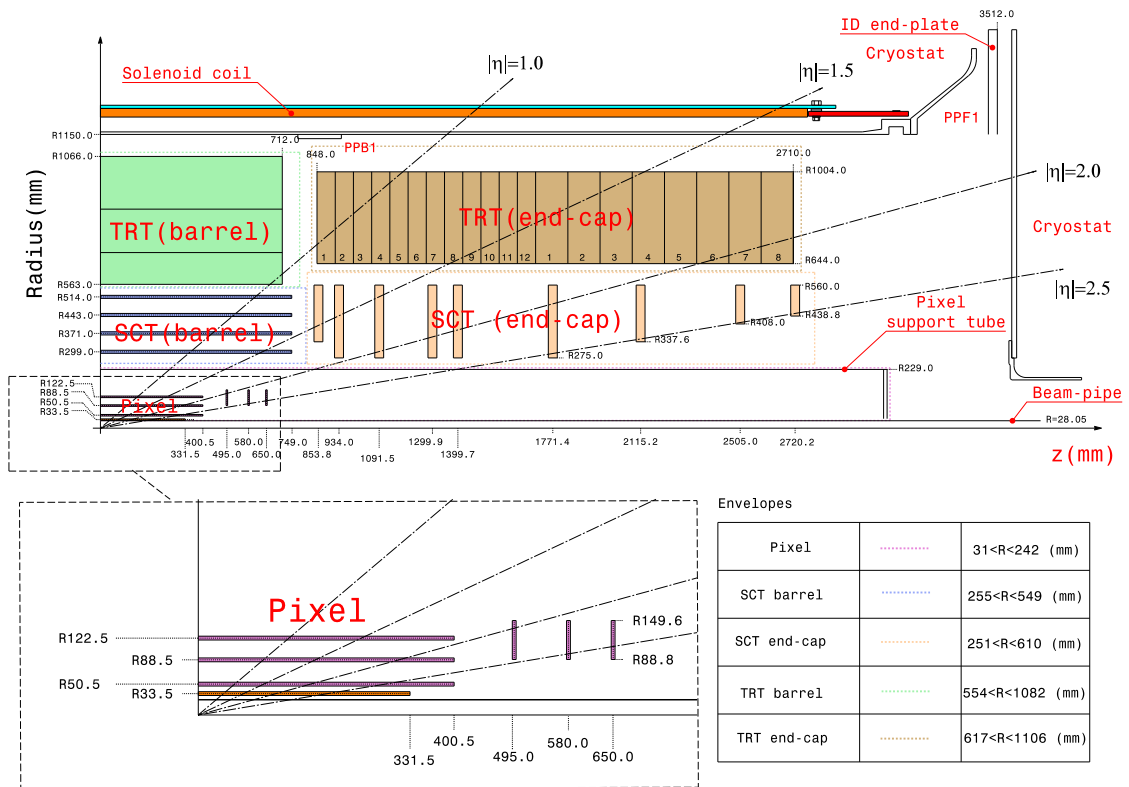 3512.0
ID end-plate
Cryostat
|η|=1.0
|η|=1.5
Solenoid coil
PPF1
R1150.0
712.0
PPB1
R1066.0
848.0
2710.0
R1004.0
|η|=2.0
Radius(mm)
TRT(barrel)
TRT(end-cap)
Cryostat
1 2 3 4 5 6 7 8 9 10 11 12 1 2 3 4 5 6 7 8
R644.0
R563.0
R560.0
|η|=2.5
R514.0
Pixel
support tube
R443.0
SCT(barrel)
SCT (end-cap)
R438.8
R408.0
R371.0
R337.6
R299.0
R275.0
R229.0
R122.5
R88.5
Pixel
R50.5
R33.5
Beam-pipe
R=28.05
400.5
580.0
749.0
934.0
1299.9
1771.4
2115.2
2505.0
2720.2
331.5
495.0
650.0
853.8
1091.5
1399.7
z(mm)
Envelopes
Pixel 31<R<242 (mm)
SCT barrel 255<R<549 (mm)
SCT end-cap 251<R<610 (mm)
TRT barrel 554<R<1082 (mm)
TRT end-cap 617<R<1106 (mm)
Pixel
R149.6
R122.5
R88.5
R88.8
R50.5
R33.5
400.5
580.0
331.5
495.0
650.0